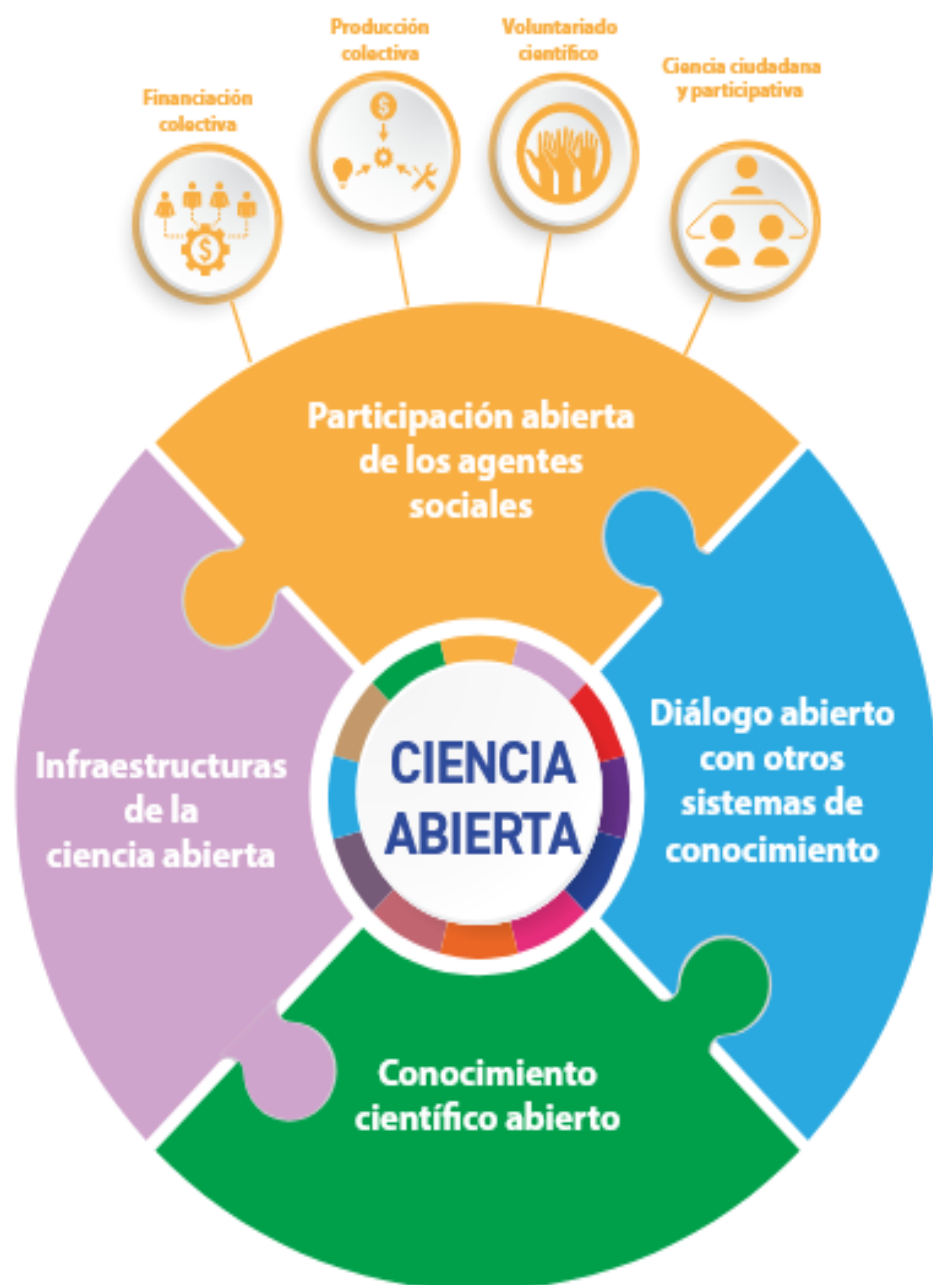 Producción
colectiva
Voluntariado
científico
Ciencia ciudadana
y participativa
Financiación
colectiva
$
$
Participación abierta
de los agentes
sociales
Infraestructuras
de la
ciencia abierta
CIENCIA
ABIERTA
Diálogo abierto
con otros
sistemas de
conocimiento
Conocimiento
científico abierto